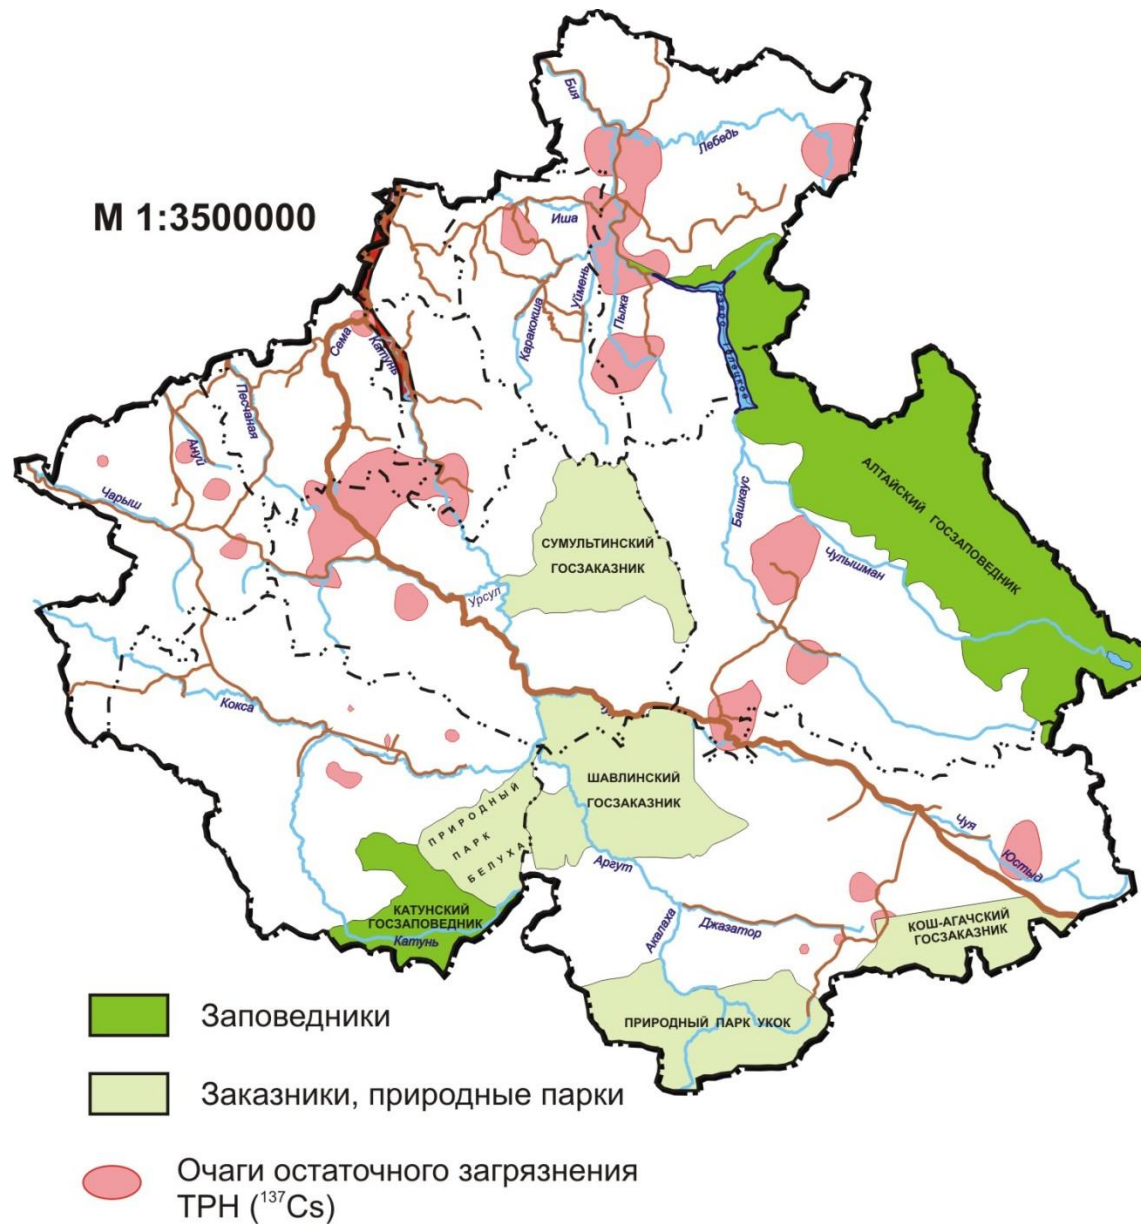 Бия
Лебедь
М 1:3500000
Иша
Уймень
Пыжа
Каракокша
Сема
Катунь
Песчаная
Ануй
Чарыш
Башкаус
АЛТАЙСКИЙ ГОСЗАПОВЕДНИК
СУМУЛЬТИНСКИЙ
ГОСЗАКАЗНИК
Чулышман
Урсул
Кокса
ШАВЛИНСКИЙ
ГОСЗАКАЗНИК
ПРИРОДНЫЙ
ПАРК
БЕЛУХА
Чуя
Юстыд
Аргут
КАТУНСКИЙ
ГОСЗАПОВЕДНИК
Катунь
Акалаха
Джазатор
КОШ-АГАЧСКИЙ
ГОСЗАКАЗНИК
ПРИРОДНЫЙ ПАРК УКОК
Заповедники
Заказники, природные парки
Очаги остаточного загрязнения
ТРН (¹³⁷Cs)